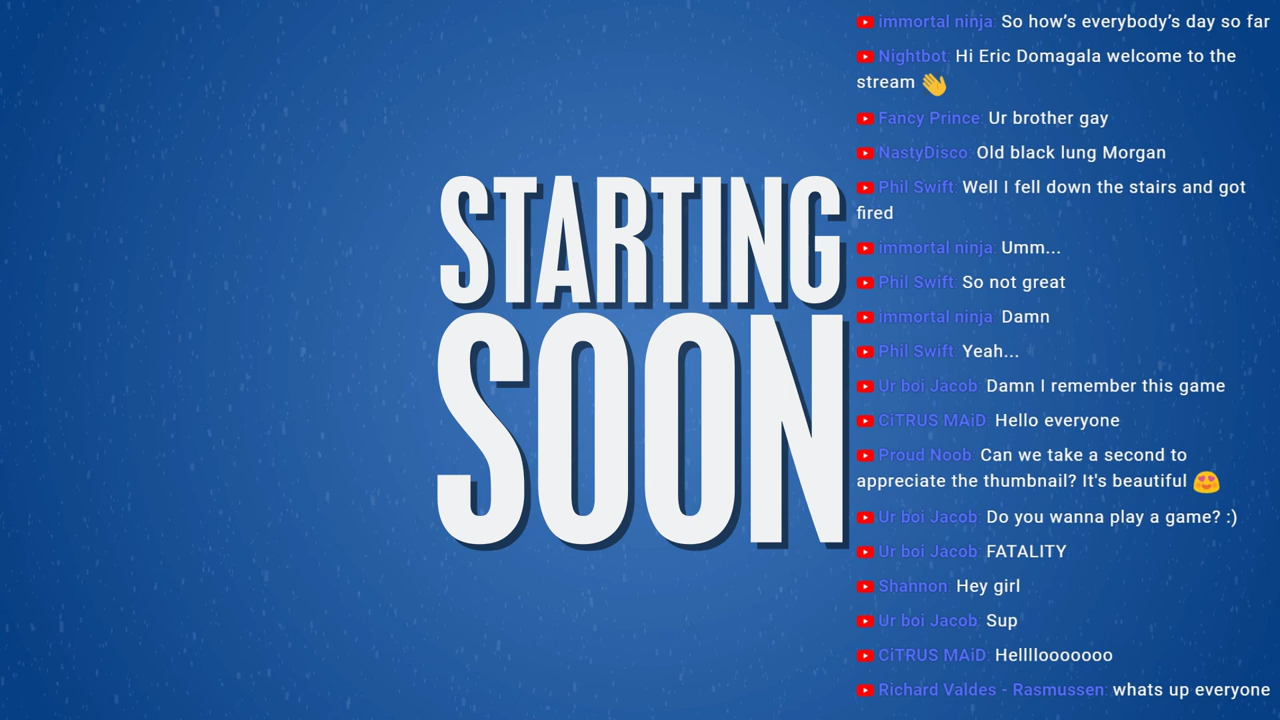 STARTING
SOON
immortal ninja: So how’s everybody’s day so far
Nightbot: Hi Eric Domagala welcome to the
stream 👋
Fancy Prince: Ur brother gay
NastyDisco: Old black lung Morgan
Phil Swift: Well I fell down the stairs and got
fired
immortal ninja: Umm...
Phil Swift: So not great
immortal ninja: Damn
Phil Swift: Yeah...
Ur boi Jacob: Damn I remember this game
CiTRUS MAiD: Hello everyone
Proud Noob: Can we take a second to
appreciate the thumbnail? It's beautiful 😍
Ur boi Jacob: Do you wanna play a game? :)
Ur boi Jacob: FATALITY
Shannon: Hey girl
Ur boi Jacob: Sup
CiTRUS MAiD: Hellllooooooo
Richard Valdes - Rasmussen: whats up everyone